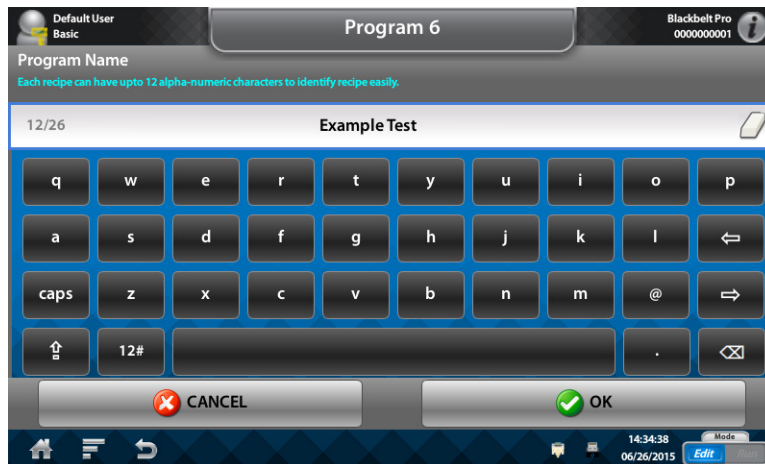 Default User
Basic
Program 6
Blackbelt Pro
0000000001
i
Program Name
Each recipe can have upto 12 alpha-numeric characters to identify recipe easily.
12/26
Example Test
q w e r t y u i o p
a s d f g h j k l
caps z x c v b n m @
12# .
CANCEL
OK
14:34:38
06/26/2015
Mode
Edit Run